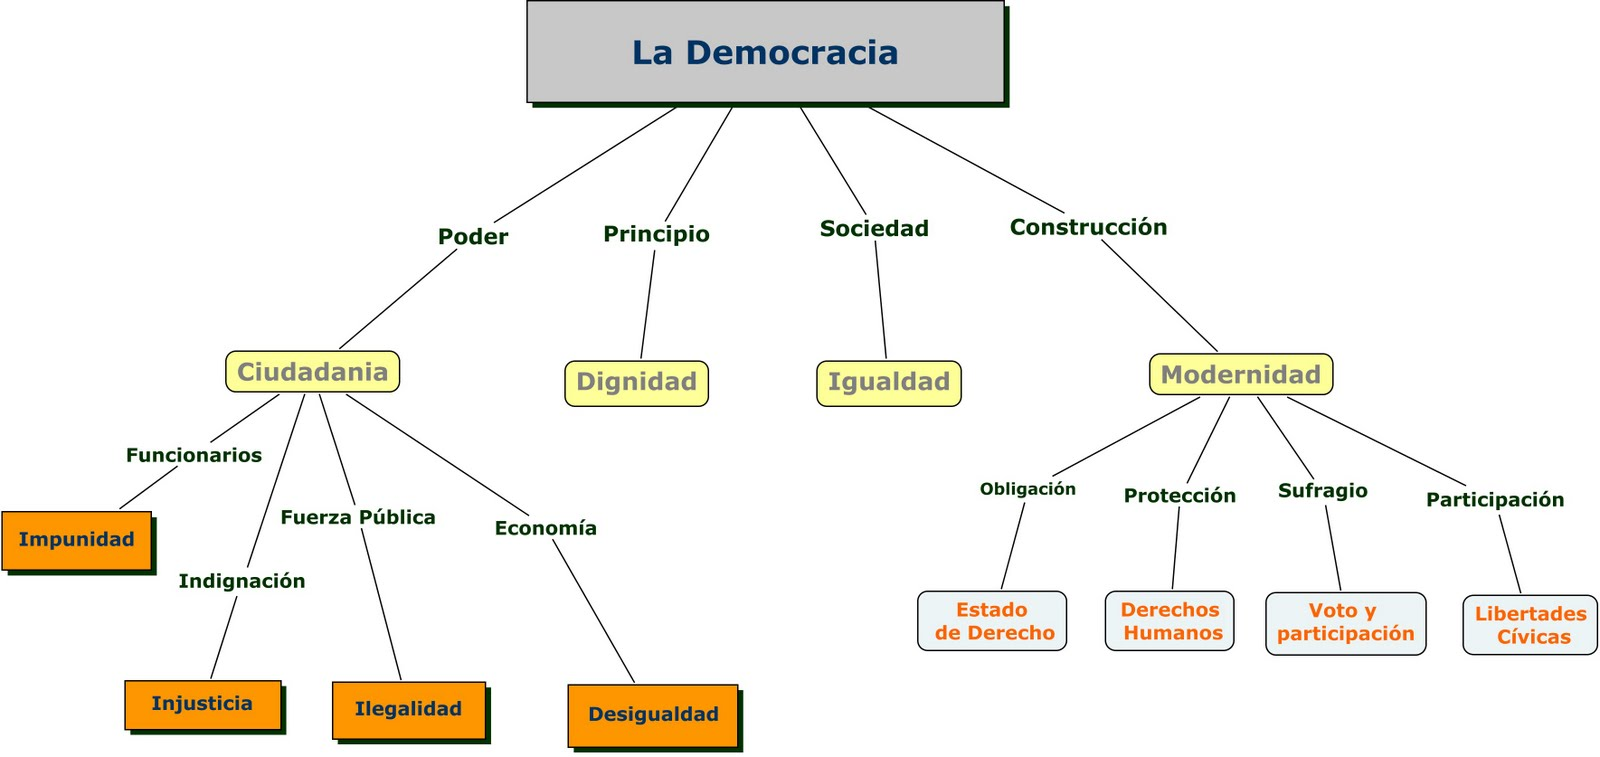 La Democracia
Poder
Principio
Sociedad
Construcción
Ciudadania
Dignidad
Igualdad
Modernidad
Funcionarios
Indignación
Fuerza Pública
Economía
Impunidad
Injusticia
Ilegalidad
Desigualdad
Obligación
Protección
Sufragio
Participación
Estado
de Derecho
Derechos
Humanos
Voto y
participación
Libertades
Cívicas